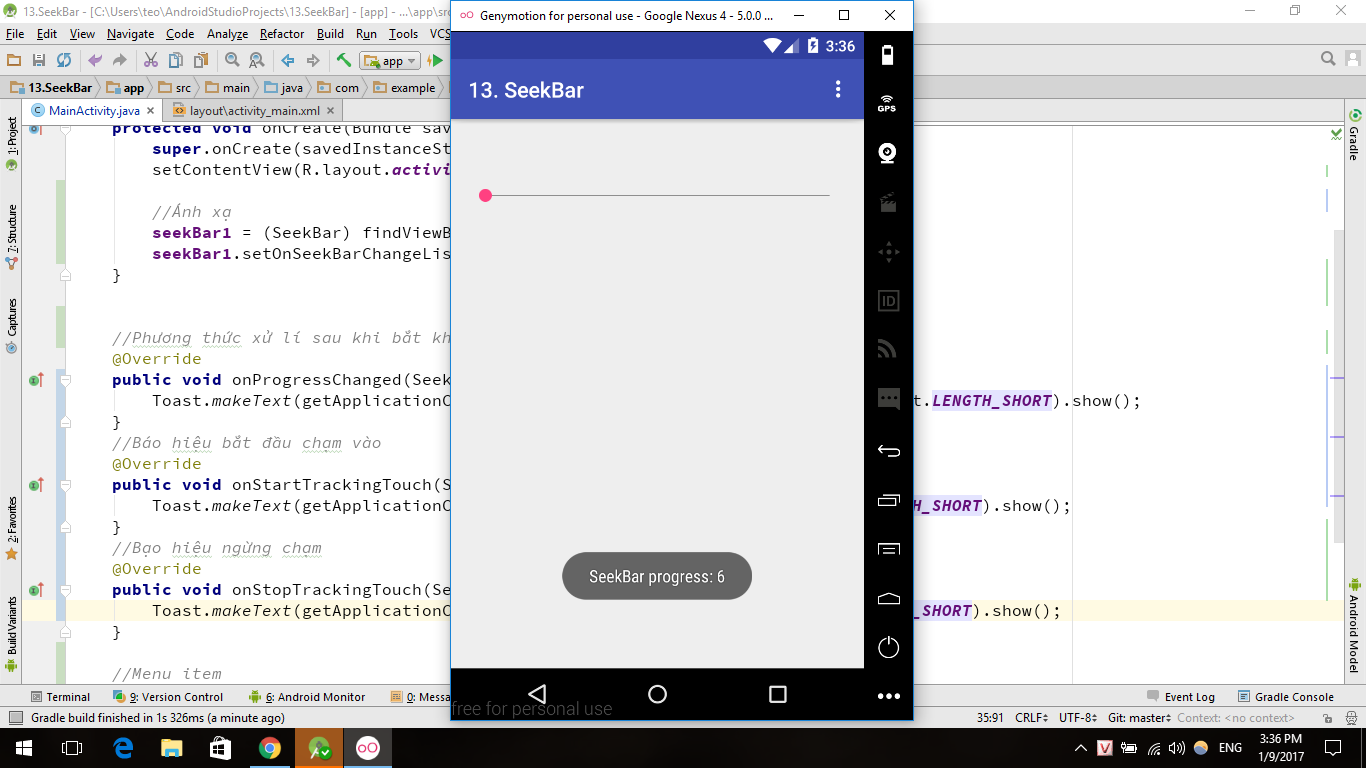 13.SeekBar - [C:\Users\teo\AndroidStudioProjects\13.SeekBar] - [app] - ...\app\sr
File Edit View Navigate Code Analyze Refactor Build Run Tools VCS
app
13.SeekBar app src main java com example
MainActivity.java layout\activity_main.xml
protected void onCreate(Bundle sav
super.onCreate(savedInstanceSt
setContentView(R.layout.activi
//Ánh xạ
seekBar1 = (SeekBar) findViewB
seekBar1.setOnSeekBarChangeLis
}
//Phương thức xử lí sau khi bắt kh
@Override
public void onProgressChanged(Seek
Toast.makeText(getApplicationC
t.LENGTH_SHORT).show();
}
//Báo hiệu bắt đầu chạm vào
@Override
public void onStartTrackingTouch(S
Toast.makeText(getApplicationC
H_SHORT).show();
}
//Bạo hiệu ngừng chạm
@Override
public void onStopTrackingTouch(Se
Toast.makeText(getApplicationC
_SHORT).show();
}
//Menu item
1: Project
7: Structure
Captures
2: Favorites
Build Variants
Gradle
Android Model
Genymotion for personal use - Google Nexus 4 - 5.0.0 ...
3:36
13. SeekBar
GPS
ID
SeekBar progress: 6
free for personal use
Terminal 9: Version Control 6: Android Monitor 0: Messa
Event Log Gradle Console
Gradle build finished in 1s 326ms (a minute ago)
35:91 CRLF UTF-8 Git: master Context: <no context>
V ENG
3:36 PM
1/9/2017